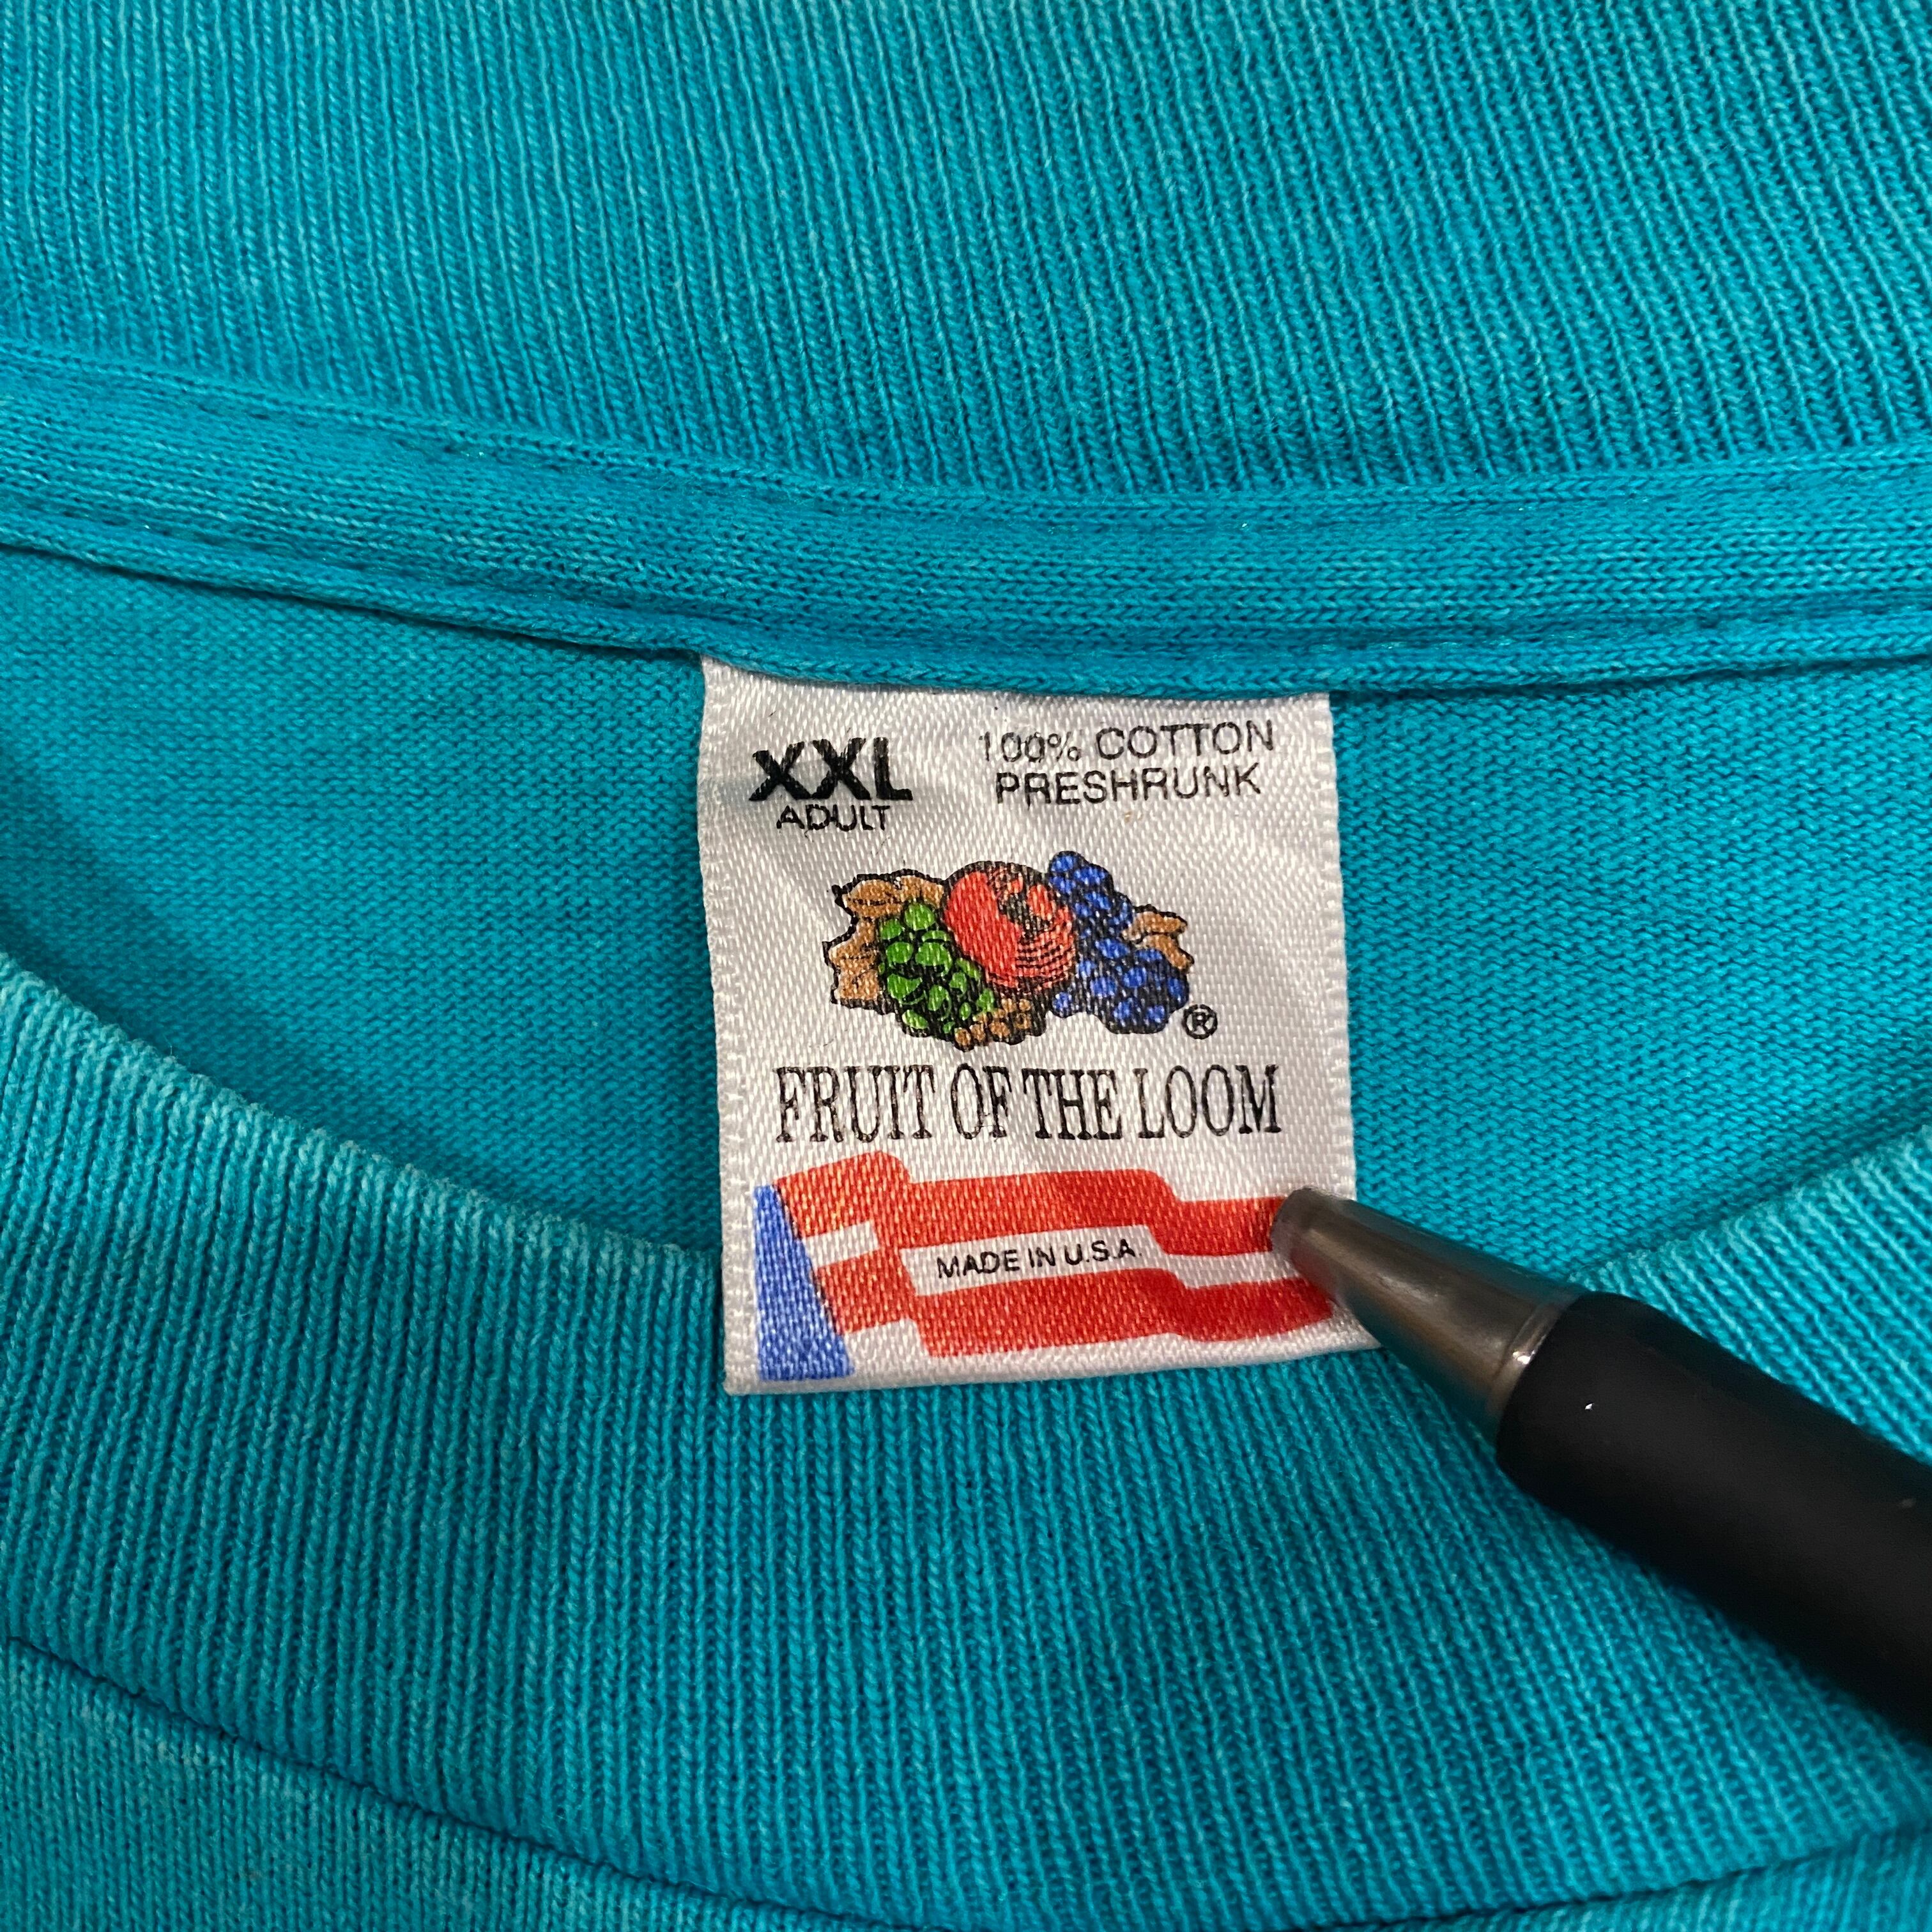 XXL
ADULT
100% COTTON
PRESHRUNK
®
FRUIT OF THE LOOM
MADE IN U.S.A.